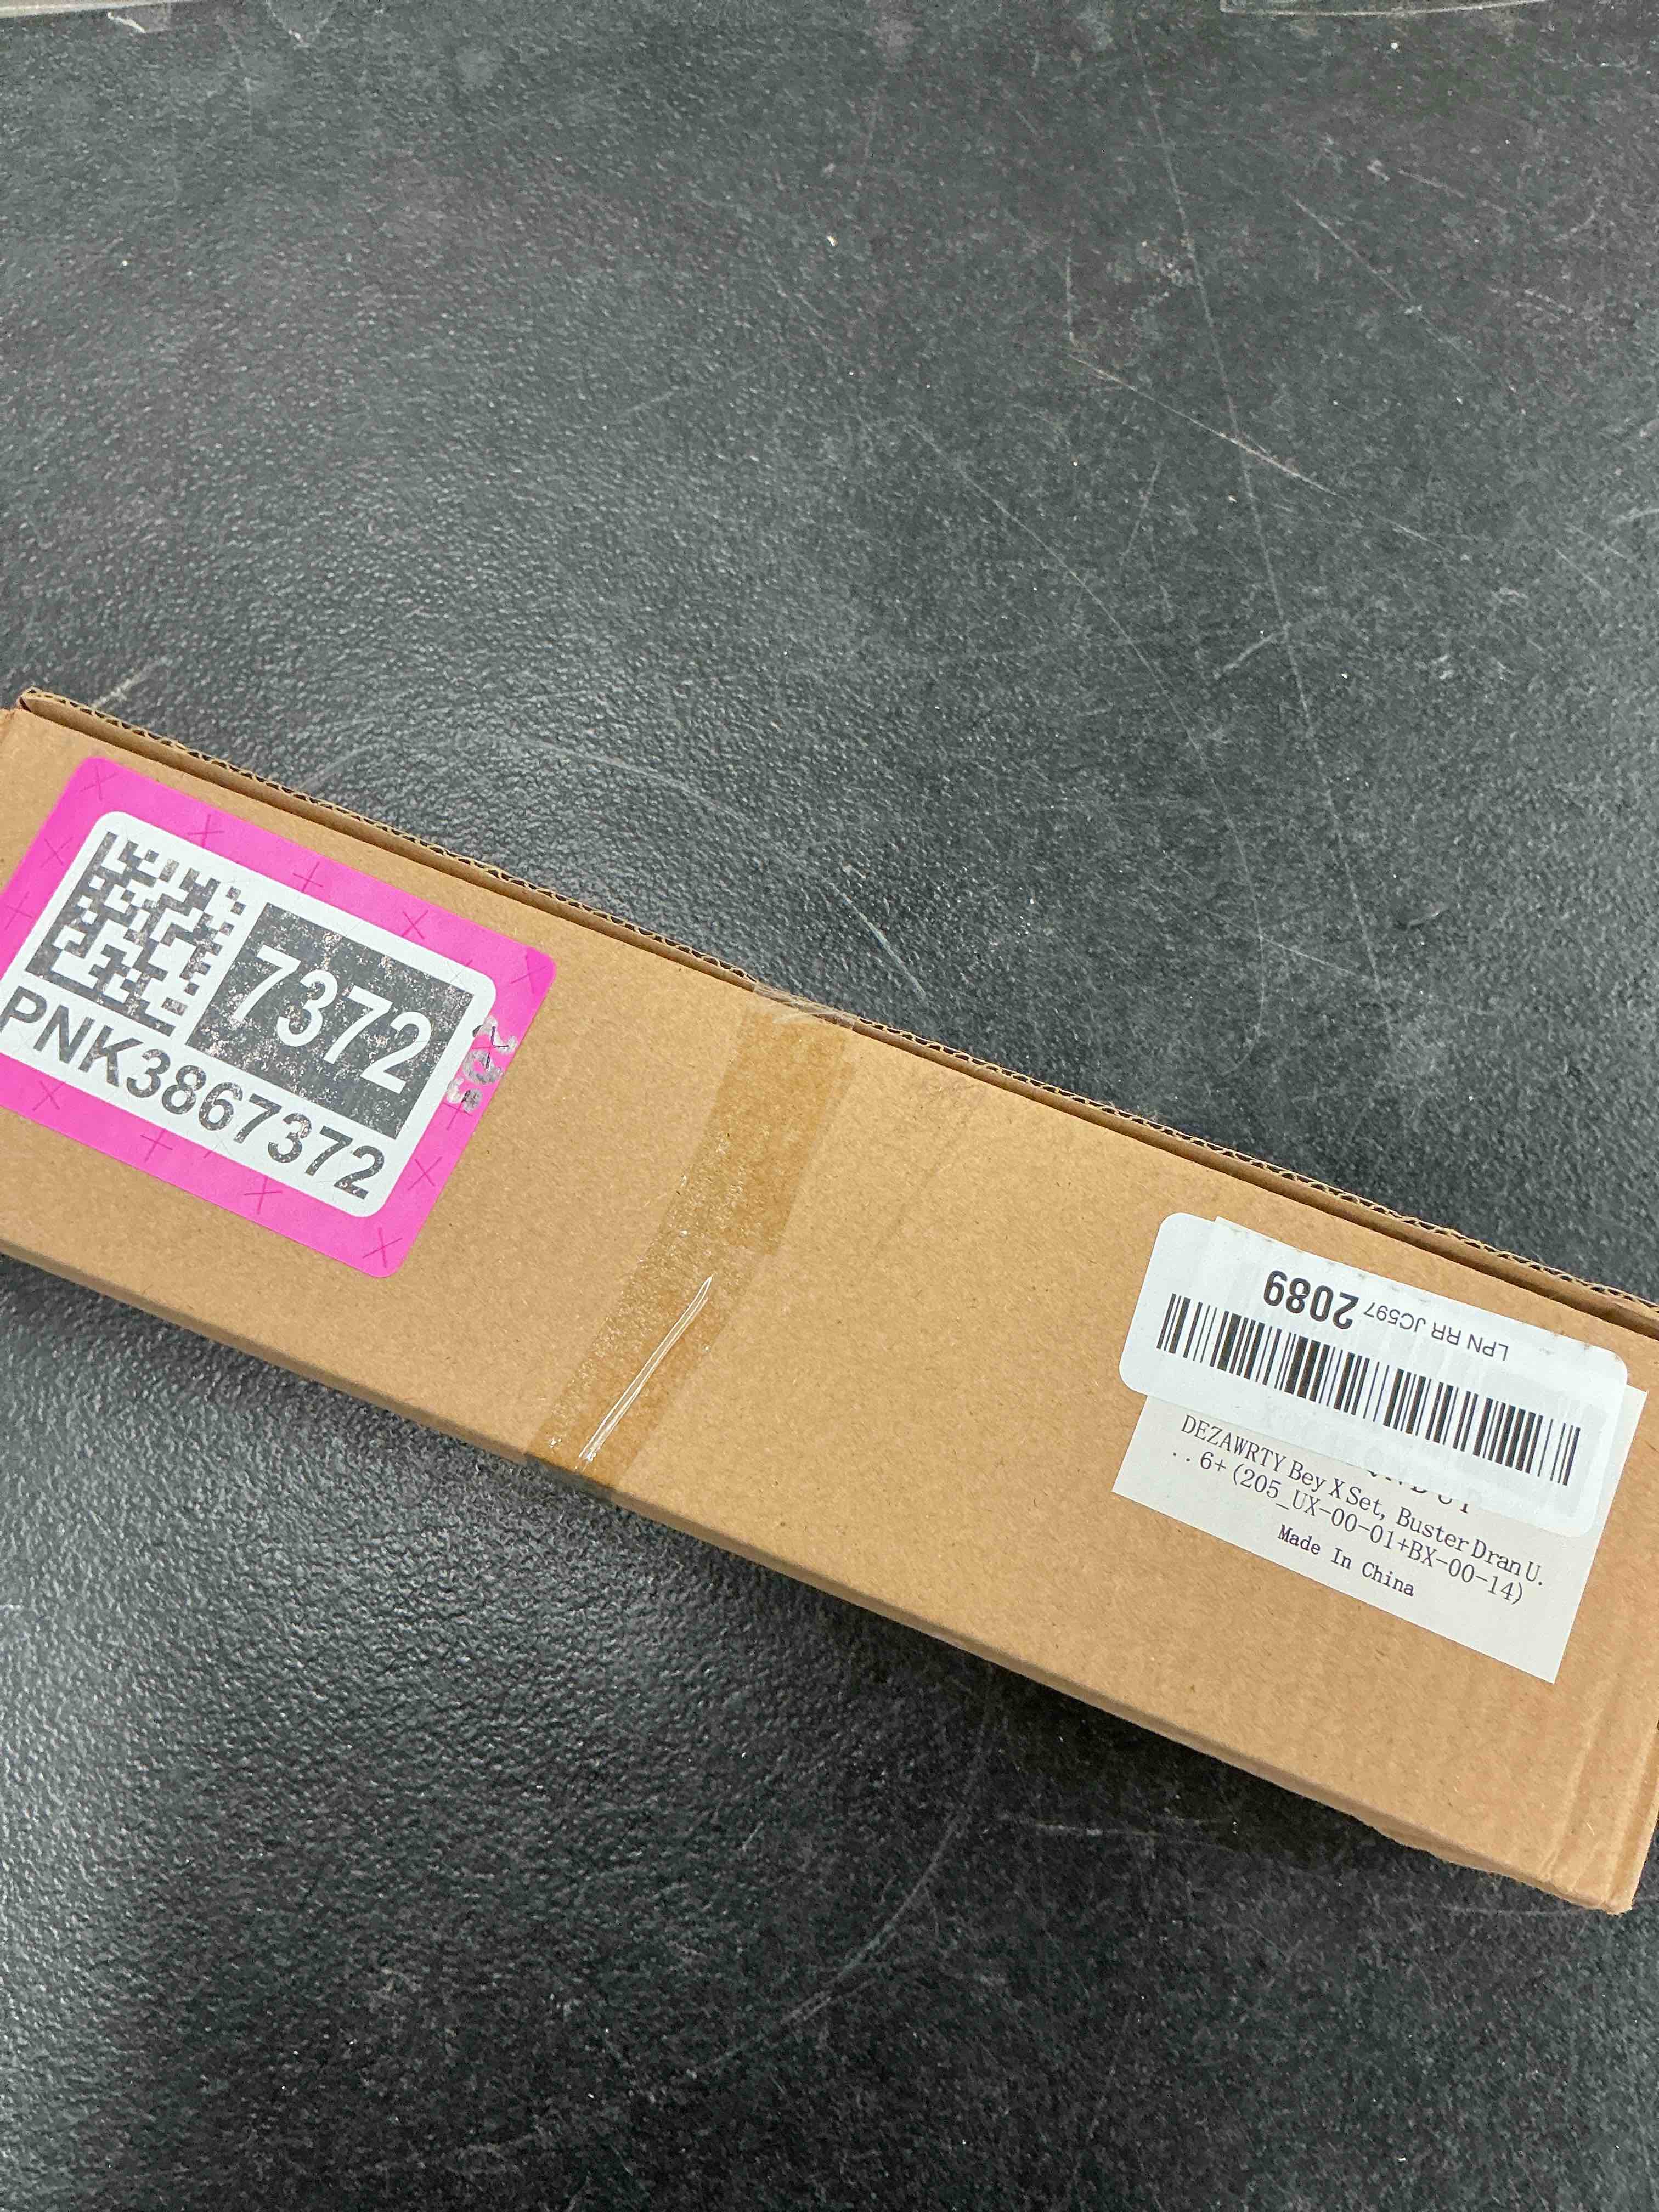 7372
PNK3867372
LPN RR JC597 2089
DEZAWRTY Bey X Set, Buster Dran U.
.. 6+ (205_UX-00-01+BX-00-14)
Made In China